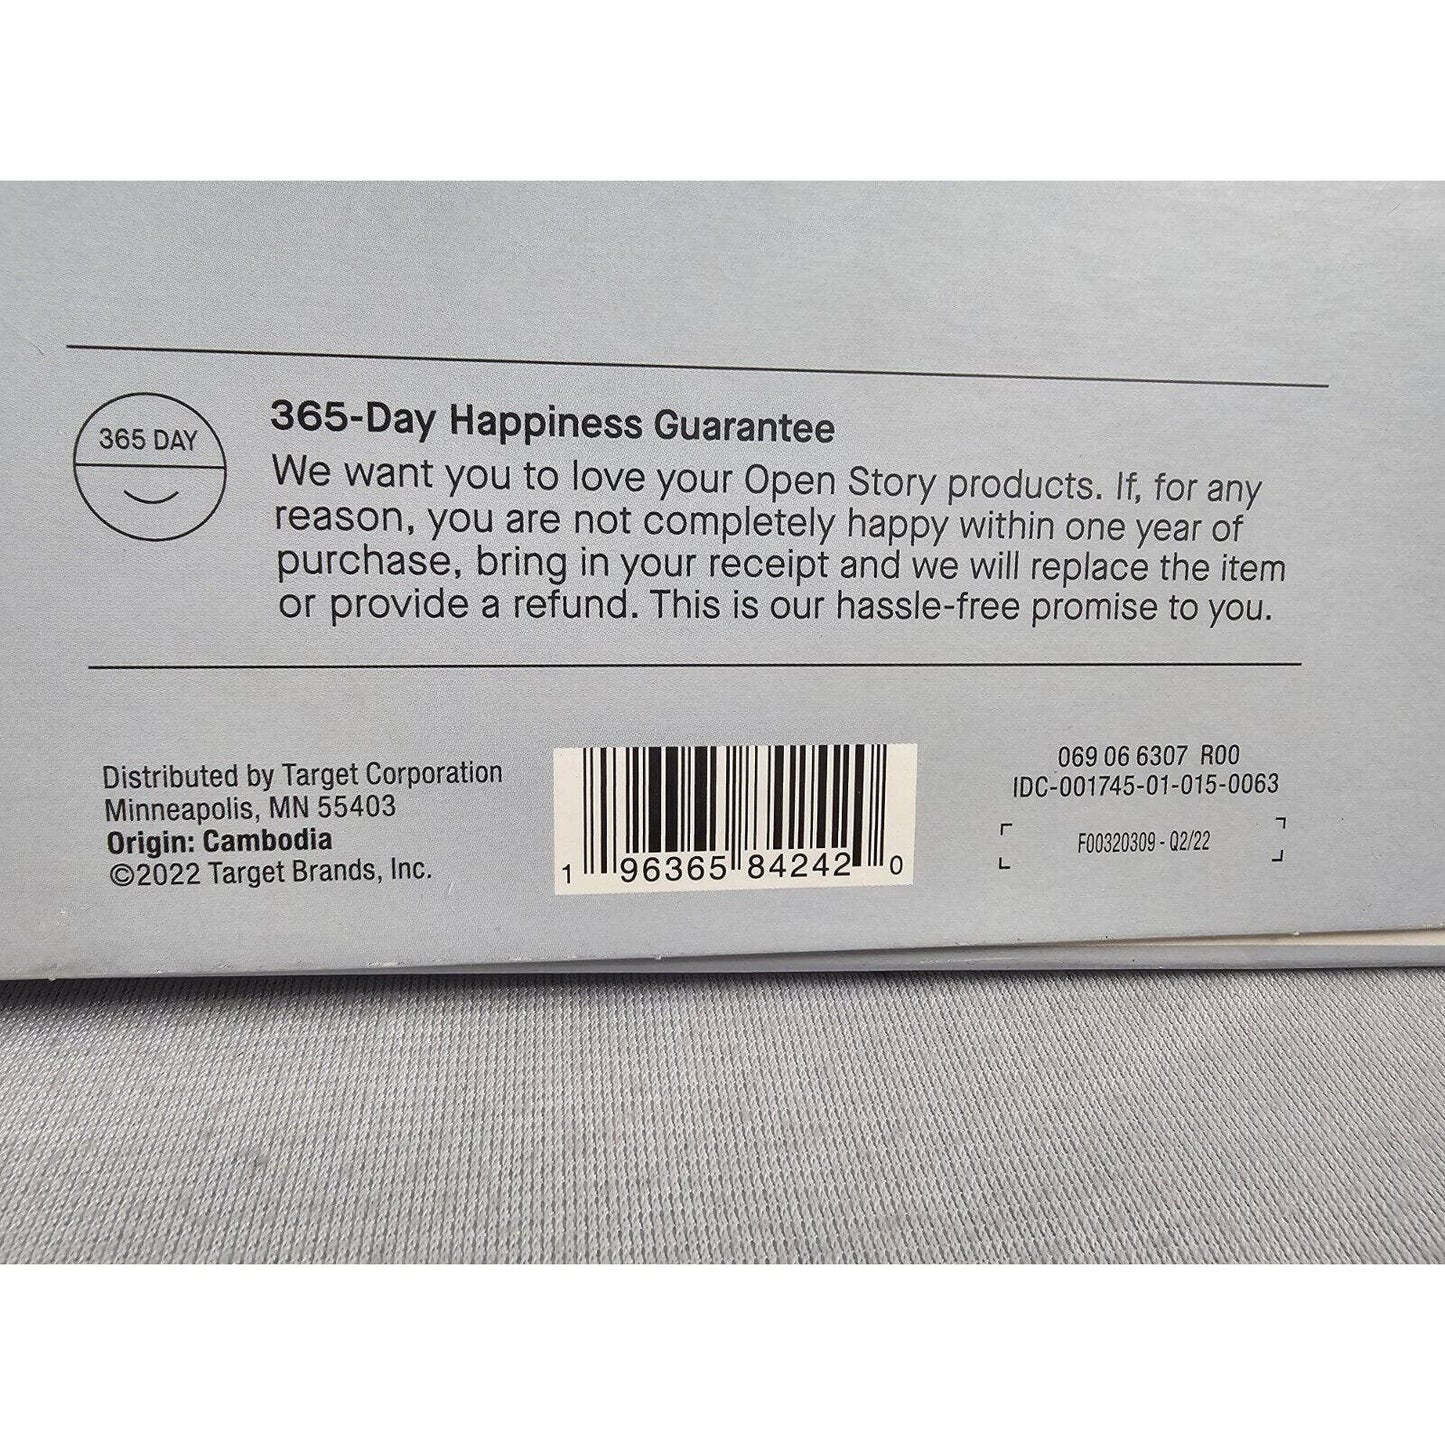 365 DAY
365-Day Happiness Guarantee
We want you to love your Open Story products. If, for any
reason, you are not completely happy within one year of
purchase, bring in your receipt and we will replace the item
or provide a refund. This is our hassle-free promise to you.
Distributed by Target Corporation
Minneapolis, MN 55403
Origin: Cambodia
©2022 Target Brands, Inc.
1 96365 84242 0
069 06 6307 R00
IDC-001745-01-015-0063
F00320309 - Q2/22